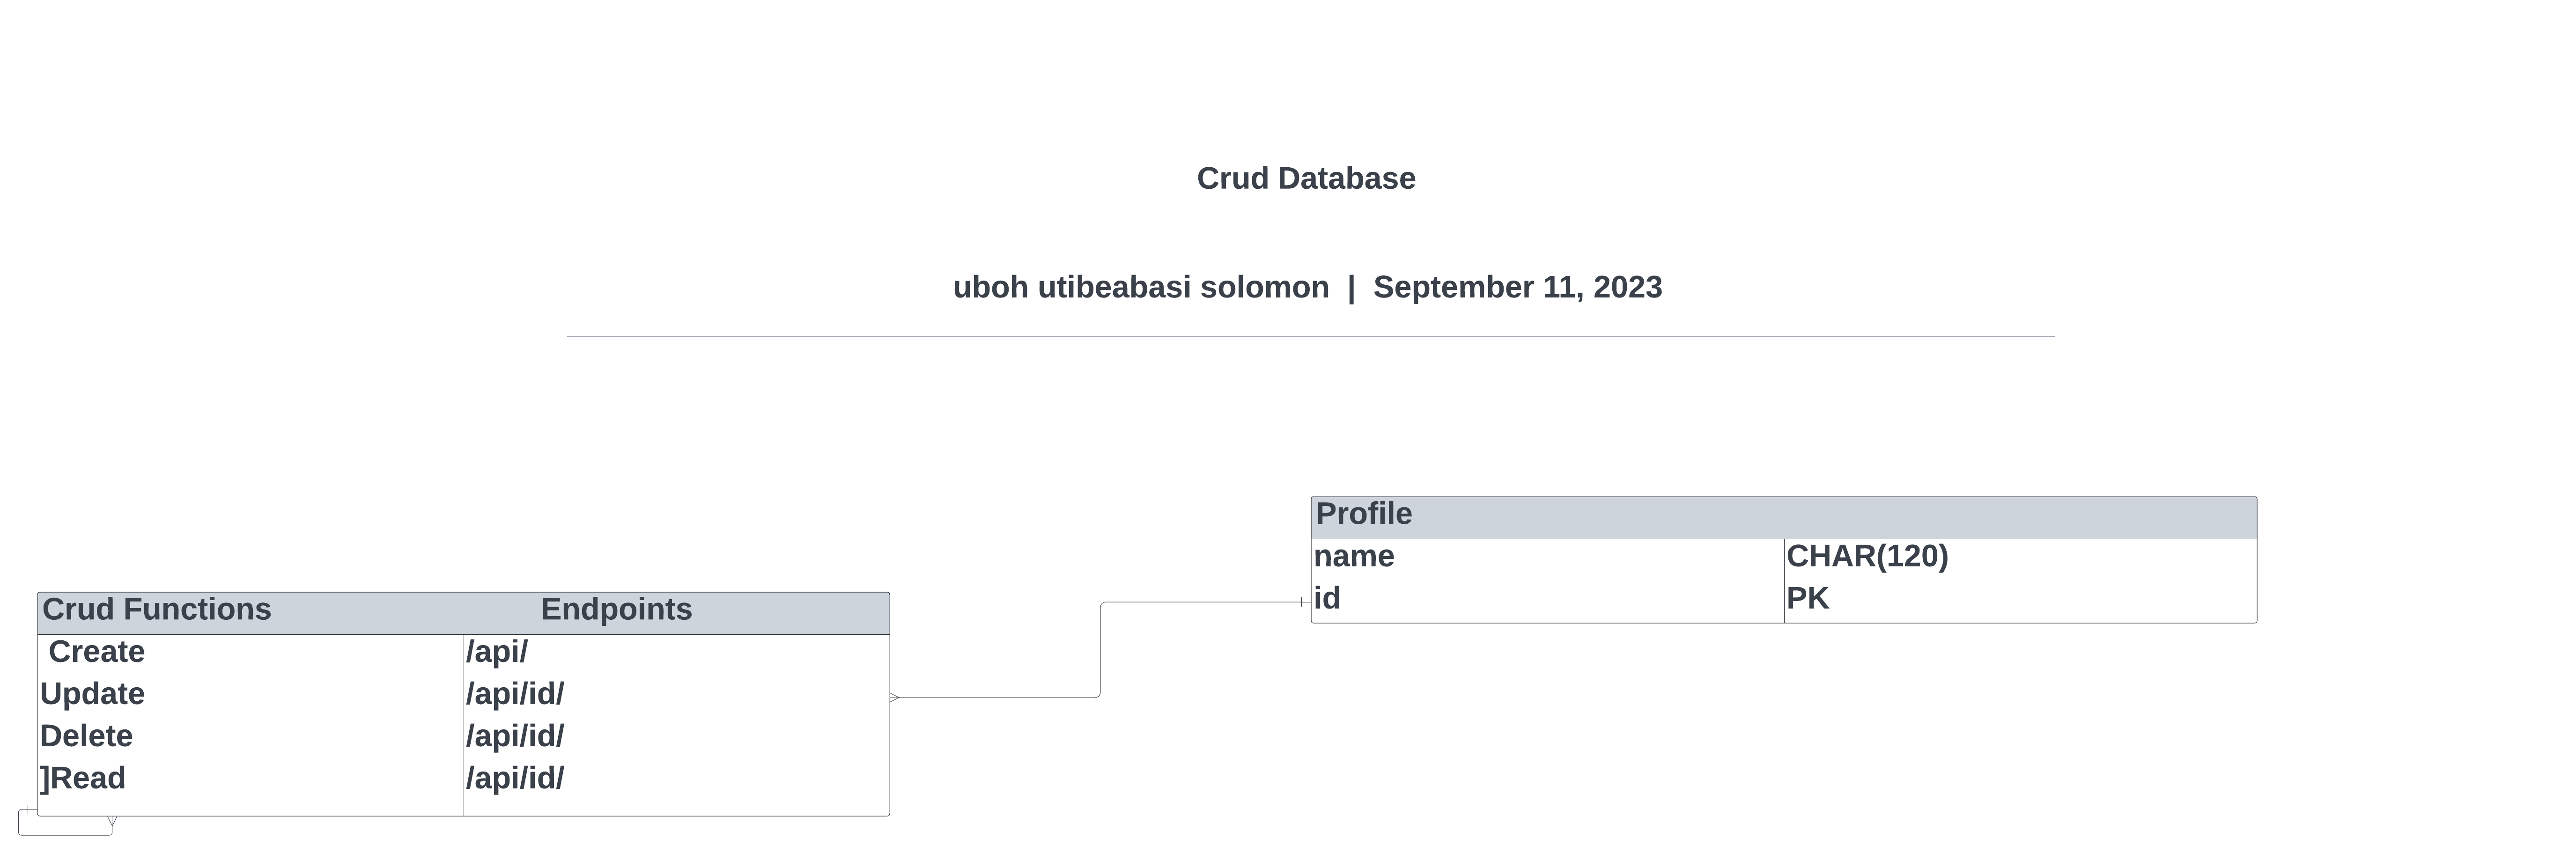 Crud Database
uboh utibeabasi solomon | September 11, 2023
Profile
name CHAR(120)
id PK
Crud Functions Endpoints
Create /api/
Update /api/id/
Delete /api/id/
]Read /api/id/